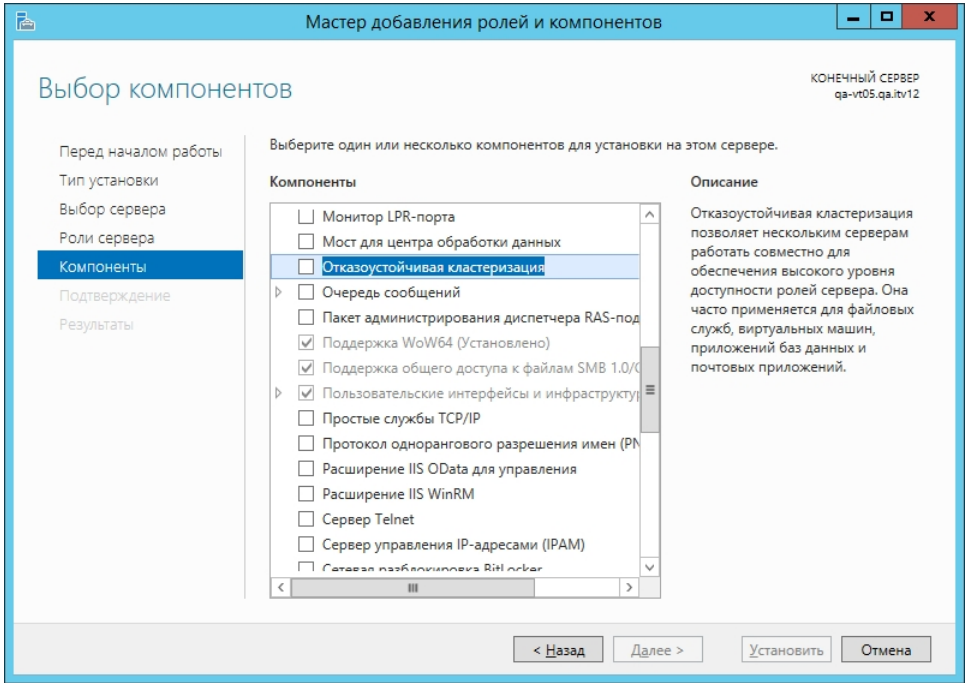 Мастер добавления ролей и компонентов
Выбор компонентов
КОНЕЧНЫЙ СЕРВЕР
qa-vt05.qa.itv12
Перед началом работы
Тип установки
Выбор сервера
Роли сервера
Компоненты
Подтверждение
Результаты
Выберите один или несколько компонентов для установки на этом сервере.
Компоненты
Монитор LPR-порта
Мост для центра обработки данных
Отказоустойчивая кластеризация
Очередь сообщений
Пакет администрирования диспетчера RAS-под
Поддержка WoW64 (Установлено)
Поддержка общего доступа к файлам SMB 1.0/C
Пользовательские интерфейсы и инфраструктур
Простые службы TCP/IP
Протокол однорангового разрешения имен (PN
Расширение IIS OData для управления
Расширение IIS WinRM
Сервер Telnet
Сервер управления IP-адресами (IPAM)
Сетевая разблокировка BitLocker
Описание
Отказоустойчивая кластеризация
позволяет нескольким серверам
работать совместно для
обеспечения высокого уровня
доступности ролей сервера. Она
часто применяется для файловых
служб, виртуальных машин,
приложений баз данных и
почтовых приложений.
< Назад
Далее >
Установить
Отмена